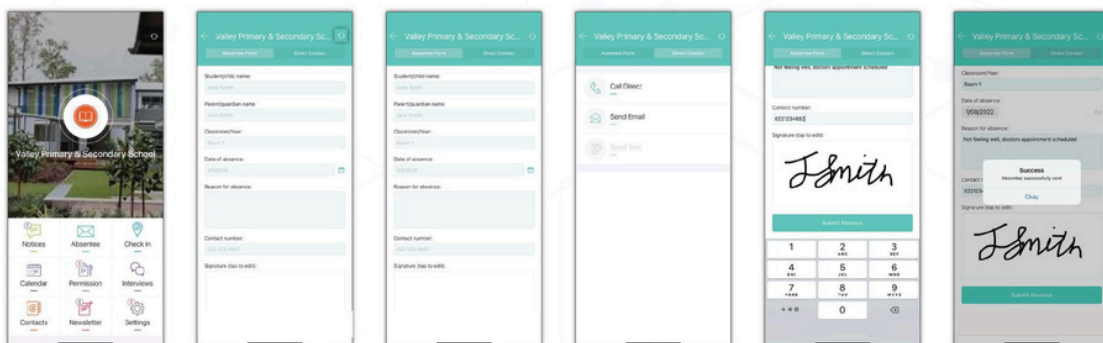 Valley Primary & Secondary School
Notices
Absentee
Check In
Calendar
Permission
Interviews
Contacts
Newsletter
Settings
Valley Primary & Secondary Sc...
Absentee Form
Direct Contact
Student/child name:
Jane Smith
Parent/guardian name
Jane Smith
Classroom/Year:
Room 1
Date of absence:
Reason for absence:
Contact number:
Signature (tap to edit):
Valley Primary & Secondary Sc...
Absentee Form
Direct Contact
Student/child name:
Jane Smith
Parent/guardian name
Jane Smith
Classroom/Year:
Room 1
Date of absence:
Reason for absence:
Contact number:
Signature (tap to edit):
Valley Primary & Secondary Sc...
Absentee Form
Direct Contact
Call Direct
Send Email
Send Text
Valley Primary & Secondary Sc...
Absentee Form
Direct Contact
Not feeling well, doctors appointment scheduled
Contact number:
Signature (tap to edit):
JSmith
Submit Absence
1
2 ABC
3 DEF
4 GHI
5 JKL
6 MNO
7 PQRS
8 TUV
9 WXYZ
+ * #
0
Valley Primary & Secondary Sc...
Absentee Form
Direct Contact
Classroom/Year:
Room 1
Date of absence:
1/08/2022
Reason for absence:
Not feeling well, doctors appointment scheduled
Success
Absentee successfully sent
Okay
Contact
Signature (tap to edit):
JSmith
Submit Absence